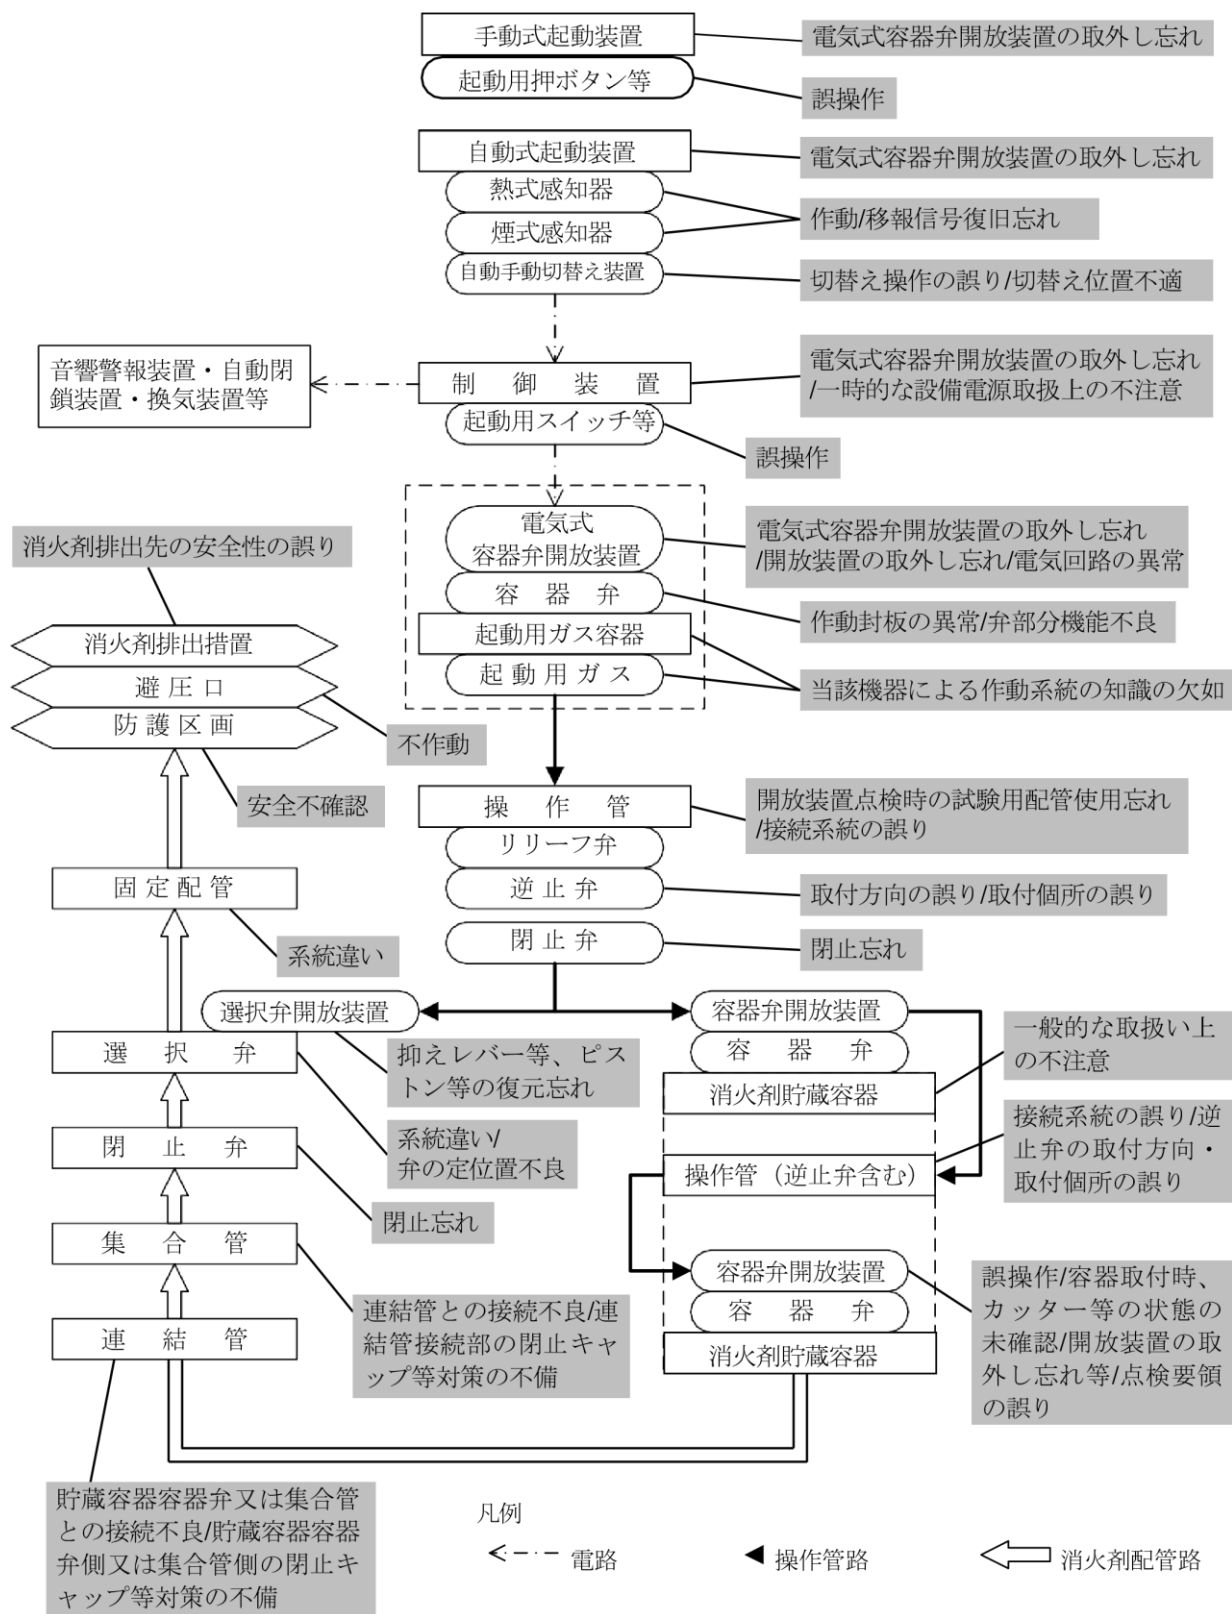 手動式起動装置
電気式容器弁開放装置の取外し忘れ
起動用押ボタン等
誤操作
自動式起動装置
電気式容器弁開放装置の取外し忘れ
熱式感知器
煙式感知器
作動/移報信号復旧忘れ
自動手動切替え装置
切替え操作の誤り/切替え位置不適
音響警報装置・自動閉
鎖装置・換気装置等
制御装置
電気式容器弁開放装置の取外し忘れ
/一時的な設備電源取扱上の不注意
起動用スイッチ等
誤操作
電気式
容器弁開放装置
電気式容器弁開放装置の取外し忘れ
/開放装置の取外し忘れ/電気回路の異常
容器弁
作動封板の異常/弁部分機能不良
起動用ガス容器
起動用ガス
当該機器による作動系統の知識の欠如
消火剤排出先の安全性の誤り
消火剤排出措置
避圧口
防護区画
不作動
安全不確認
操作管
開放装置点検時の試験用配管使用忘れ
/接続系統の誤り
リリーフ弁
逆止弁
取付方向の誤り/取付個所の誤り
閉止弁
閉止忘れ
固定配管
系統違い
選択弁開放装置
抑えレバー等、ピス
トン等の復元忘れ
選択弁
系統違い/
弁の定位置不良
容器弁開放装置
容器弁
消火剤貯蔵容器
一般的な取扱い上
の不注意
操作管（逆止弁含む）
接続系統の誤り/逆
止弁の取付方向・
取付個所の誤り
閉止弁
閉止忘れ
集合管
連結管との接続不良/連
結管接続部の閉止キャ
ップ等対策の不備
容器弁開放装置
容器弁
消火剤貯蔵容器
誤操作/容器取付時、
カッター等の状態の
未確認/開放装置の取
外し忘れ等/点検要領
の誤り
連結管
貯蔵容器容器弁又は集合管
との接続不良/貯蔵容器容器
弁側又は集合管側の閉止キ
ャップ等対策の不備
凡例
電路
操作管路
消火剤配管路